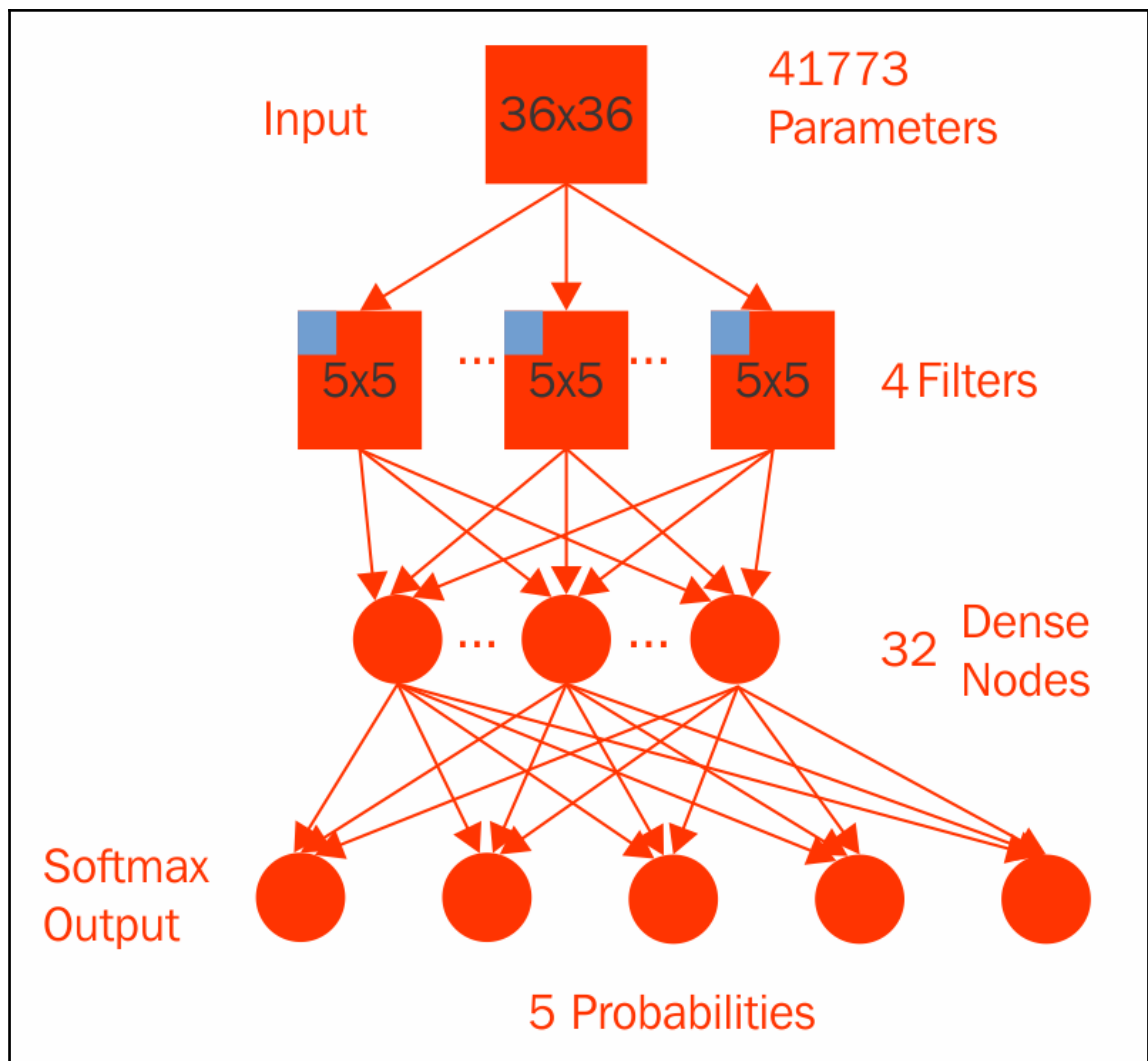 Input
36x36
41773
Parameters
5x5
...
5x5
...
5x5
4 Filters
...
...
32
Dense
Nodes
Softmax
Output
5 Probabilities